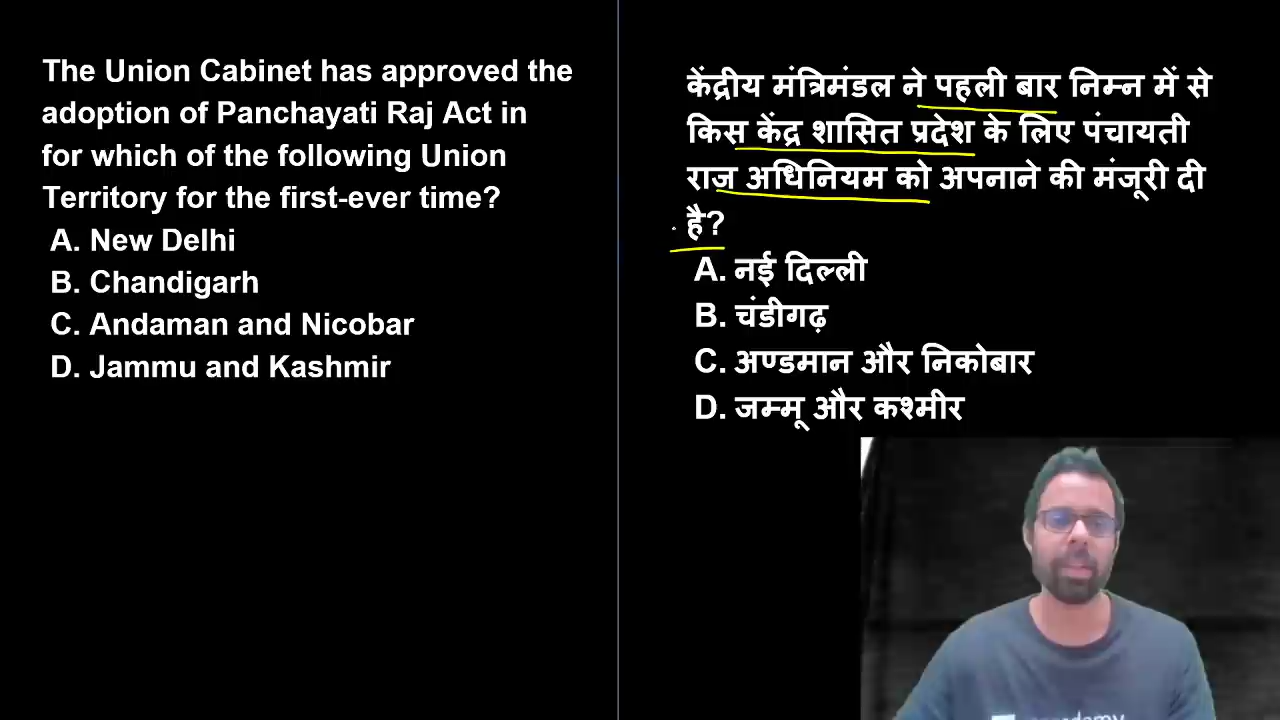 The Union Cabinet has approved the
adoption of Panchayati Raj Act in
for which of the following Union
Territory for the first-ever time?
A. New Delhi
B. Chandigarh
C. Andaman and Nicobar
D. Jammu and Kashmir
केंद्रीय मंत्रिमंडल ने पहली बार निम्न में से
किस केंद्र शासित प्रदेश के लिए पंचायती
राज अधिनियम को अपनाने की मंजूरी दी
है?
A. नई दिल्ली
B. चंडीगढ़
C. अण्डमान और निकोबार
D. जम्मू और कश्मीर